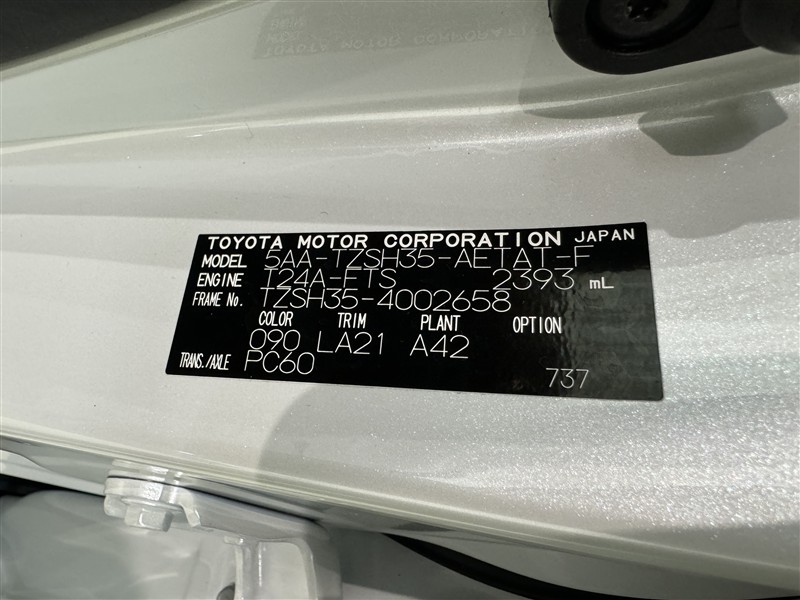 TOYOTA MOTOR CORPORATION JAPAN
MODEL 5AA-TZSH35-AETAT-F
ENGINE T24A-FTS 2393 mL
FRAME No. TZSH35-4002658
COLOR TRIM PLANT OPTION
090 LA21 A42
TRANS./AXLE PC60
737